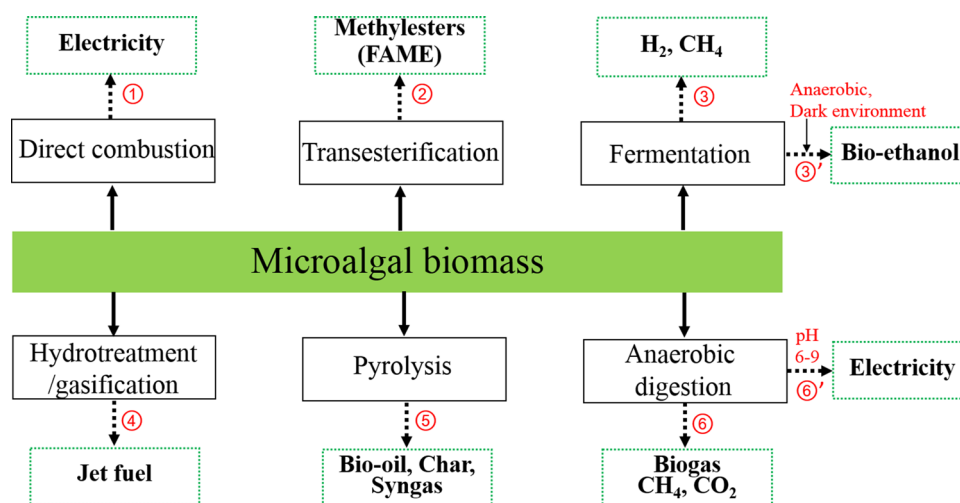 Electricity
Methylesters
(FAME)
H₂, CH₄
①
②
③
Anaerobic,
Dark environment
Direct combustion
Transesterification
Fermentation
Bio-ethanol
③'
Microalgal biomass
Hydrotreatment
/gasification
Pyrolysis
Anaerobic
digestion
pH
6-9
⑥'
Electricity
④
⑤
⑥
Jet fuel
Bio-oil, Char,
Syngas
Biogas
CH₄, CO₂